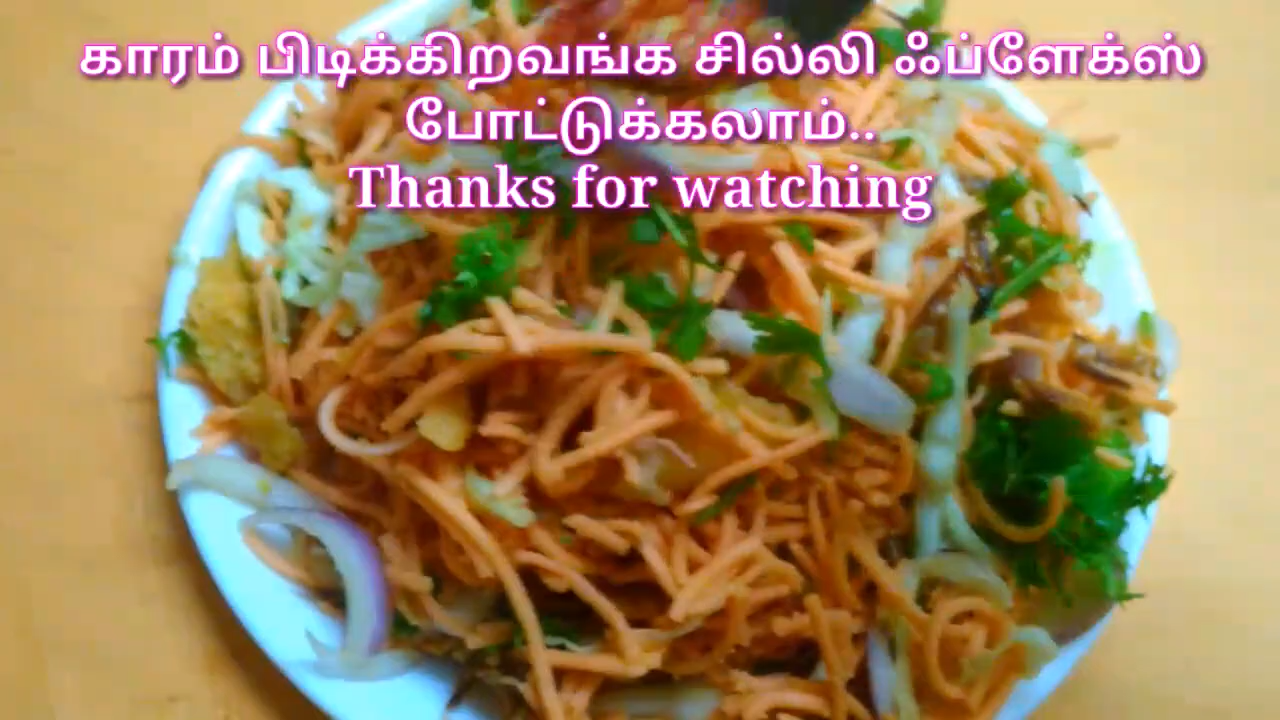 காரம் பிடிக்கிறவங்க சில்லி ஃப்ளேக்ஸ்
போட்டுக்கலாம்..
Thanks for watching